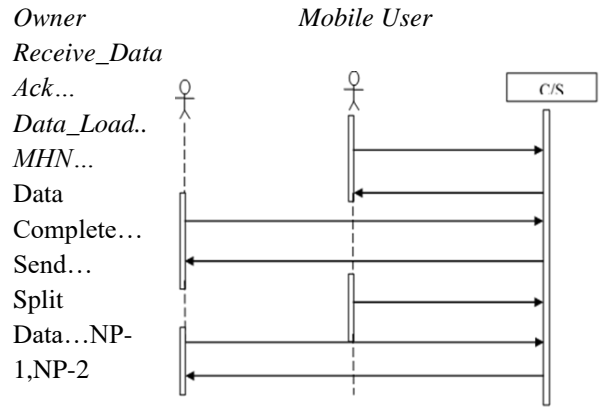 Owner Mobile User
Receive_Data
Ack…
Data_Load..
MHN…
Data
Complete…
Send…
Split
Data…NP-
1,NP-2
C/S